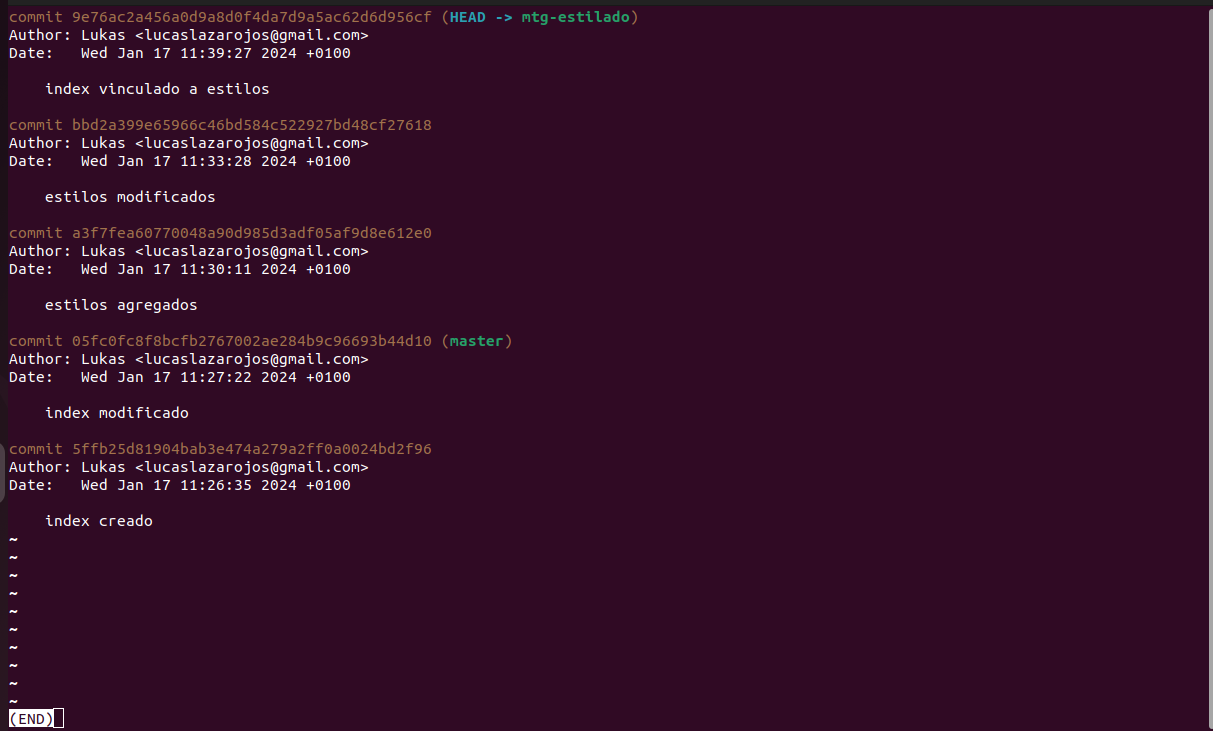 commit 9e76ac2a456a0d9a8d0f4da7d9a5ac62d6d956cf (HEAD -> mtg-estilado)
Author: Lukas <lucaslazarojos@gmail.com>
Date:   Wed Jan 17 11:39:27 2024 +0100
    index vinculado a estilos
commit bbd2a399e65966c46bd584c522927bd48cf27618
Author: Lukas <lucaslazarojos@gmail.com>
Date:   Wed Jan 17 11:33:28 2024 +0100
    estilos modificados
commit a3f7fea60770048a90d985d3adf05af9d8e612e0
Author: Lukas <lucaslazarojos@gmail.com>
Date:   Wed Jan 17 11:30:11 2024 +0100
    estilos agregados
commit 05fc0fc8f8bcfb2767002ae284b9c96693b44d10 (master)
Author: Lukas <lucaslazarojos@gmail.com>
Date:   Wed Jan 17 11:27:22 2024 +0100
    index modificado
commit 5ffb25d81904bab3e474a279a2ff0a0024bd2f96
Author: Lukas <lucaslazarojos@gmail.com>
Date:   Wed Jan 17 11:26:35 2024 +0100
    index creado
~
~
~
~
~
~
~
~
~
~
(END)